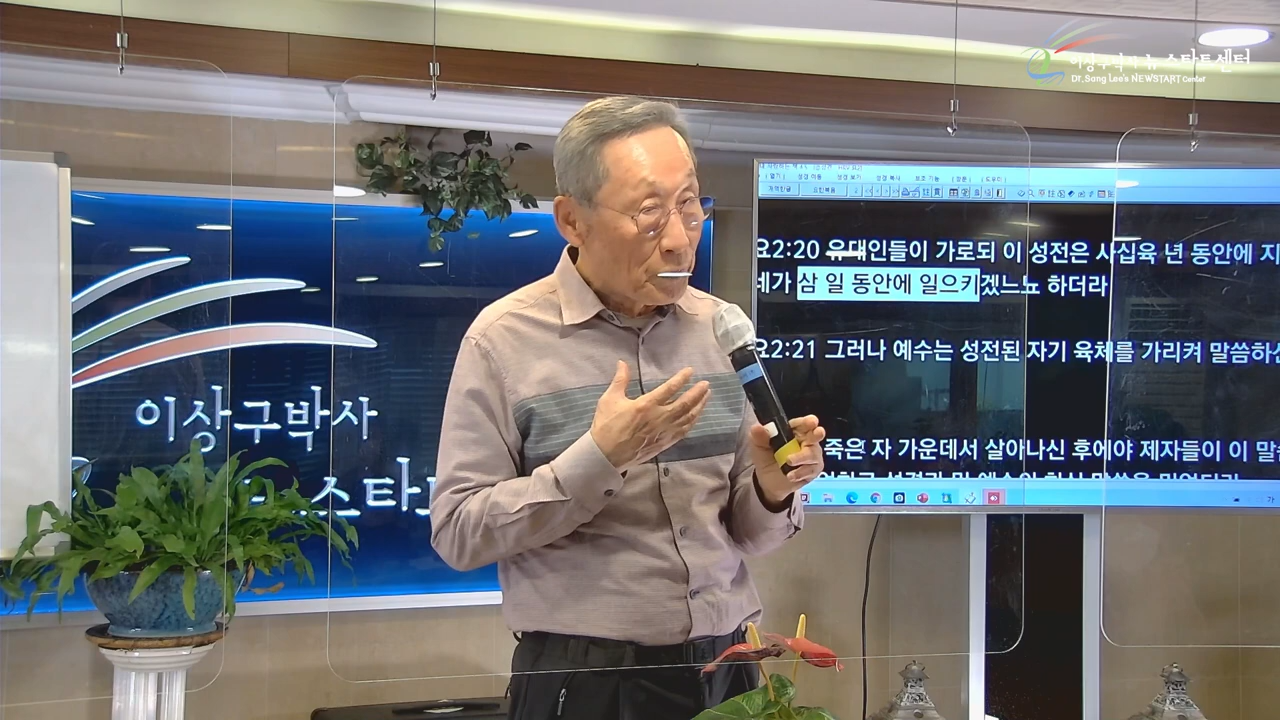 이상구박사 뉴스타트센터
Dr. Sang Lee's NEWSTART Center
이상구박사
스타트
요2:20 유대인들이 가로되 이 성전은 사십육 년 동안에 지
네가 삼 일 동안에 일으키겠느뇨 하더라
요2:21 그러나 예수는 성전된 자기 육체를 가리켜 말씀하신
죽은 자 가운데서 살아나신 후에야 제자들이 이 말씀